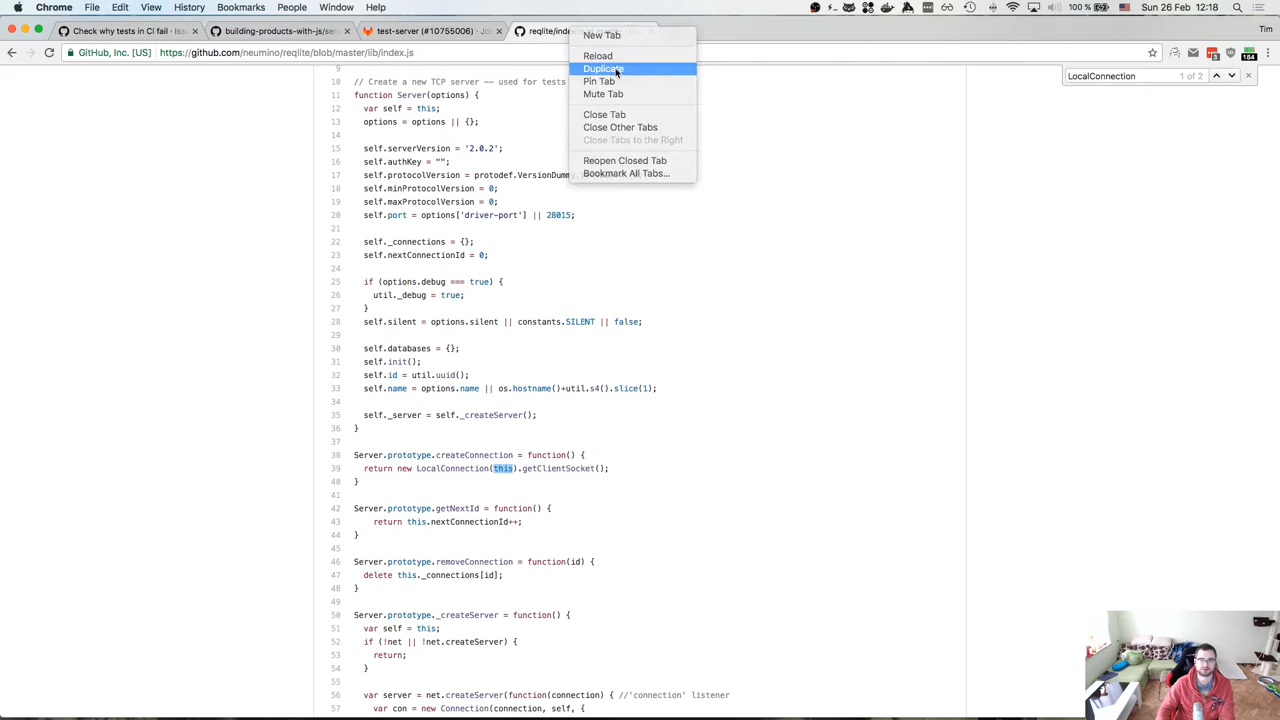 Chrome File Edit View History Bookmarks People Window Help
100% Sun 26 Feb 12:18
Check why tests in CI fail · Issu
building-products-with-js/serv
test-server (#10755006) · Jobs
Tim
GitHub, Inc. [US] https://github.com/neumino/reqlite/blob/master/lib/index.js
LocalConnection 1 of 2
New Tab
Reload
Duplicate
Pin Tab
Mute Tab
Close Tab
Close Other Tabs
Close Tabs to the Right
Reopen Closed Tab
Bookmark All Tabs...
9
10 // Create a new TCP server -- used for tests
11 function Server(options) {
12 var self = this;
13 options = options || {};
14
15 self.serverVersion = '2.0.2';
16 self.authKey = "";
17 self.protocolVersion = protodef.VersionDummy.
18 self.minProtocolVersion = 0;
19 self.maxProtocolVersion = 0;
20 self.port = options['driver-port'] || 28015;
21
22 self._connections = {};
23 self.nextConnectionId = 0;
24
25 if (options.debug === true) {
26 util._debug = true;
27 }
28 self.silent = options.silent || constants.SILENT || false;
29
30 self.databases = {};
31 self.init();
32 self.id = util.uuid();
33 self.name = options.name || os.hostname()+util.s4().slice(1);
34
35 self._server = self._createServer();
36 }
37
38 Server.prototype.createConnection = function() {
39 return new LocalConnection(this).getClientSocket();
40 }
41
42 Server.prototype.getNextId = function() {
43 return this.nextConnectionId++;
44 }
45
46 Server.prototype.removeConnection = function(id) {
47 delete this._connections[id];
48 }
49
50 Server.prototype._createServer = function() {
51 var self = this;
52 if (!net || !net.createServer) {
53 return;
54 }
55
56 var server = net.createServer(function(connection) { //'connection' listener
57 var con = new Connection(connection, self, {